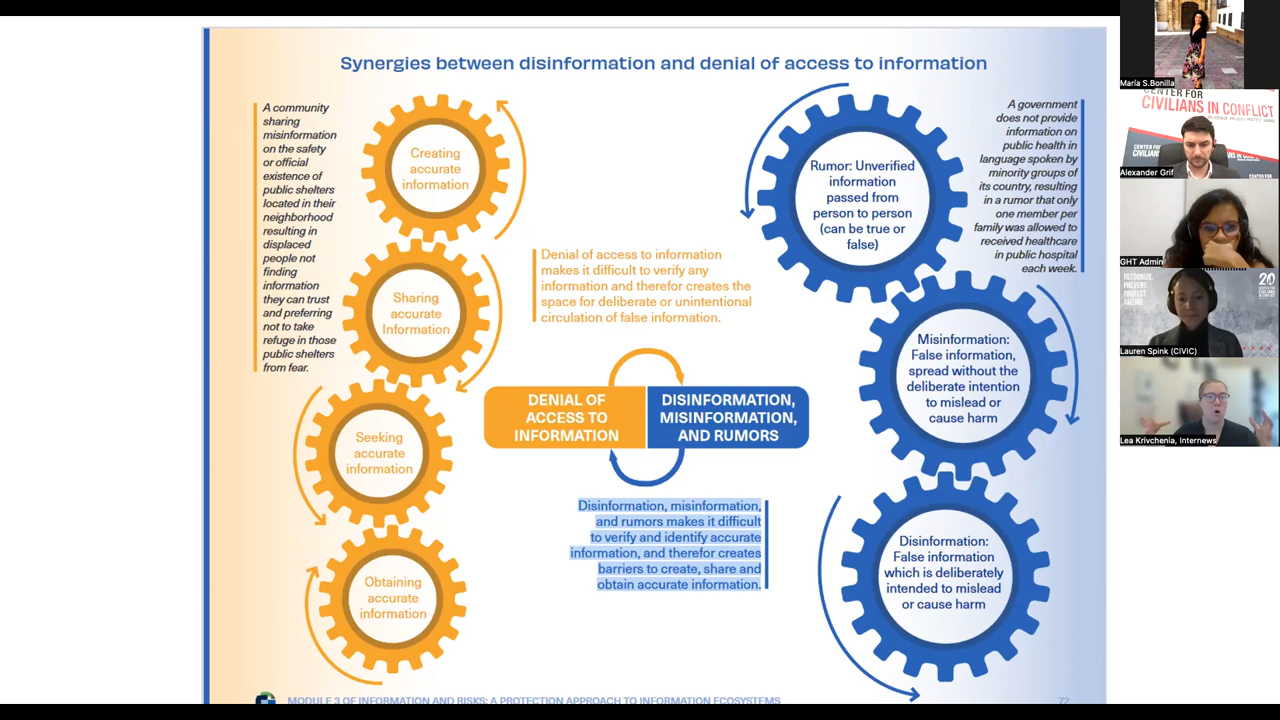 Synergies between disinformation and denial of access to information
A community
sharing
misinformation
on the safety
or official
existence of
public shelters
located in their
neighborhood
resulting in
displaced
people not
finding
information
they can trust
and preferring
not to take
refuge in those
public shelters
from fear.
Creating
accurate
information
Sharing
accurate
Information
Seeking
accurate
information
Obtaining
accurate
information
Denial of access to information
makes it difficult to verify any
information and therefor creates the
space for deliberate or unintentional
circulation of false information.
DENIAL OF
ACCESS TO
INFORMATION
DISINFORMATION,
MISINFORMATION,
AND RUMORS
Disinformation, misinformation,
and rumors makes it difficult
to verify and identify accurate
information, and therefor creates
barriers to create, share and
obtain accurate information.
Rumor: Unverified
information
passed from
person to person
(can be true or
false)
Misinformation:
False information,
spread without the
deliberate intention
to mislead or
cause harm
Disinformation:
False information
which is deliberately
intended to mislead
or cause harm
A government
does not provide
information on
public health in
language spoken by
minority groups of
its country, resulting
in a rumor that only
one member per
family was allowed to
received healthcare
in public hospital
each week.
MODULE 3 OF INFORMATION AND RISKS: A PROTECTION APPROACH TO INFORMATION ECOSYSTEMS
72
María S.Bonilla
CENTER FOR
CIVILIANS IN CONFLICT
RECOGNIZE. PREVENT. PROTECT. AMEND.
Alexander Grif
GHT Admin
RECOGNIZE.
PREVENT.
PROTECT.
AMEND.
20
Lauren Spink (CIVIC)
Lea Krivchenia, Internews